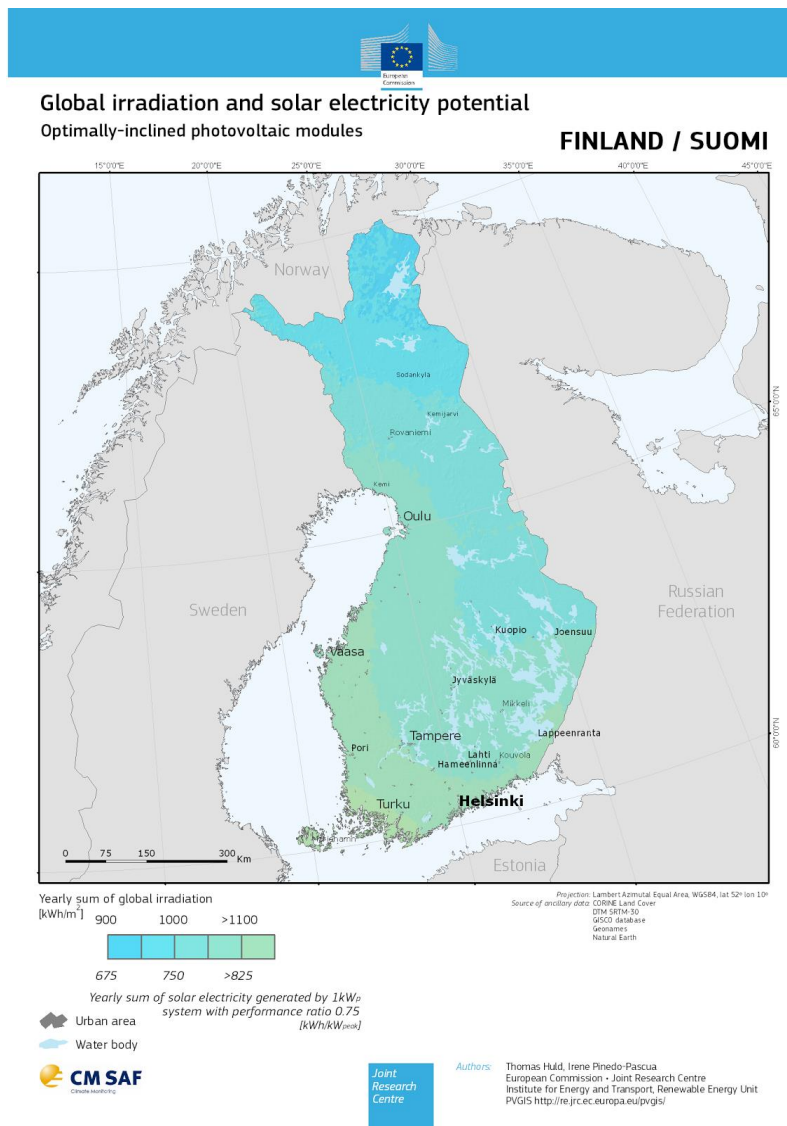 European
Commission
Global irradiation and solar electricity potential
Optimally-inclined photovoltaic modules
FINLAND / SUOMI
15°0'0"E 20°0'0"E 25°0'0"E 30°0'0"E 35°0'0"E 40°0'0"E 45°0'0"E
Norway
Sodankylä
Kemijarvi
65°0'0"N
Rovaniemi
Kemi
Oulu
Russian
Federation
Sweden
Kuopio
Joensuu
Vaasa
Jyväskylä
Mikkeli
60°0'0"N
Tampere
Lappeenranta
Pori
Lahti
Kouvola
Hameenlinna
Helsinki
Turku
Estonia
0 75 150 300 Km
Yearly sum of global irradiation
[kWh/m²]
900 1000 >1100
675 750 >825
Yearly sum of solar electricity generated by 1kWp
system with performance ratio 0.75
[kWh/kWpeak]
Urban area
Water body
Projection: Lambert Azimutal Equal Area, WGS84, lat 52° lon 10°
Source of ancillary data: CORINE Land Cover
DTM SRTM-30
GISCO database
Geonames
Natural Earth
CM SAF
Climate Monitoring
Joint
Research
Centre
Authors: Thomas Huld, Irene Pinedo-Pascua
European Commission • Joint Research Centre
Institute for Energy and Transport, Renewable Energy Unit
PVGIS http://re.jrc.ec.europa.eu/pvgis/